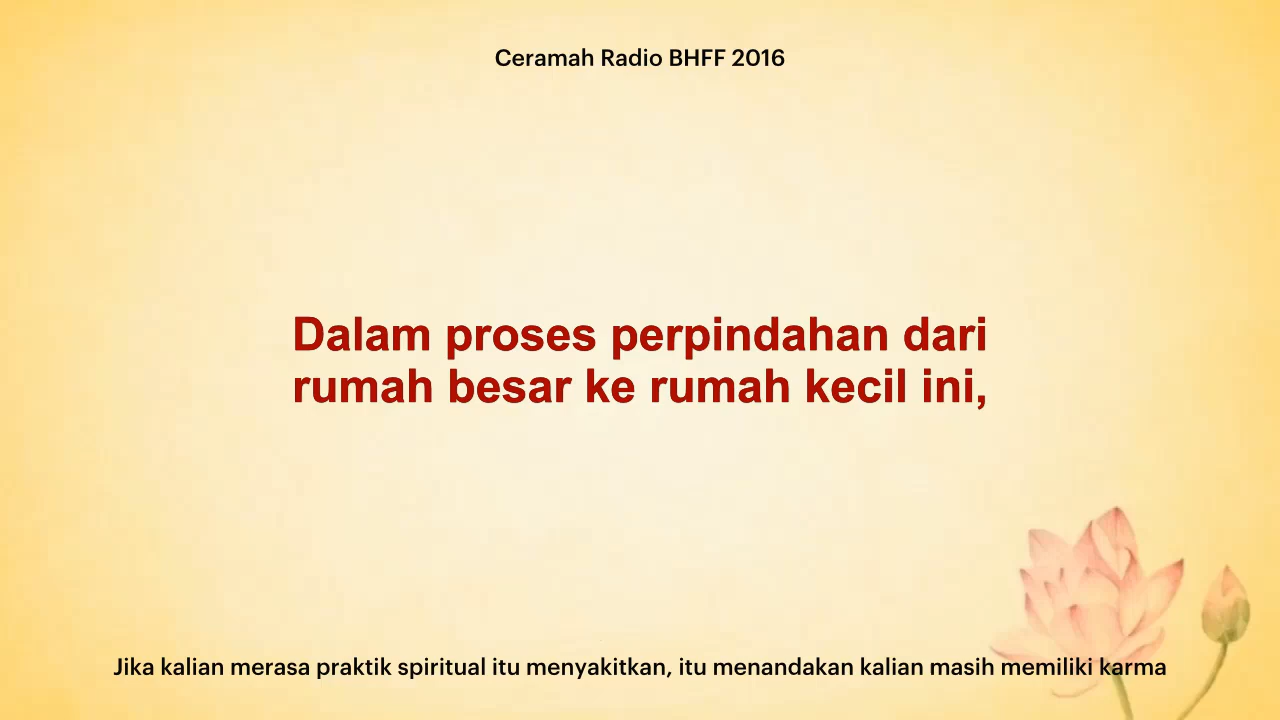 Ceramah Radio BHFF 2016
Dalam proses perpindahan dari
rumah besar ke rumah kecil ini,
Jika kalian merasa praktik spiritual itu menyakitkan, itu menandakan kalian masih memiliki karma